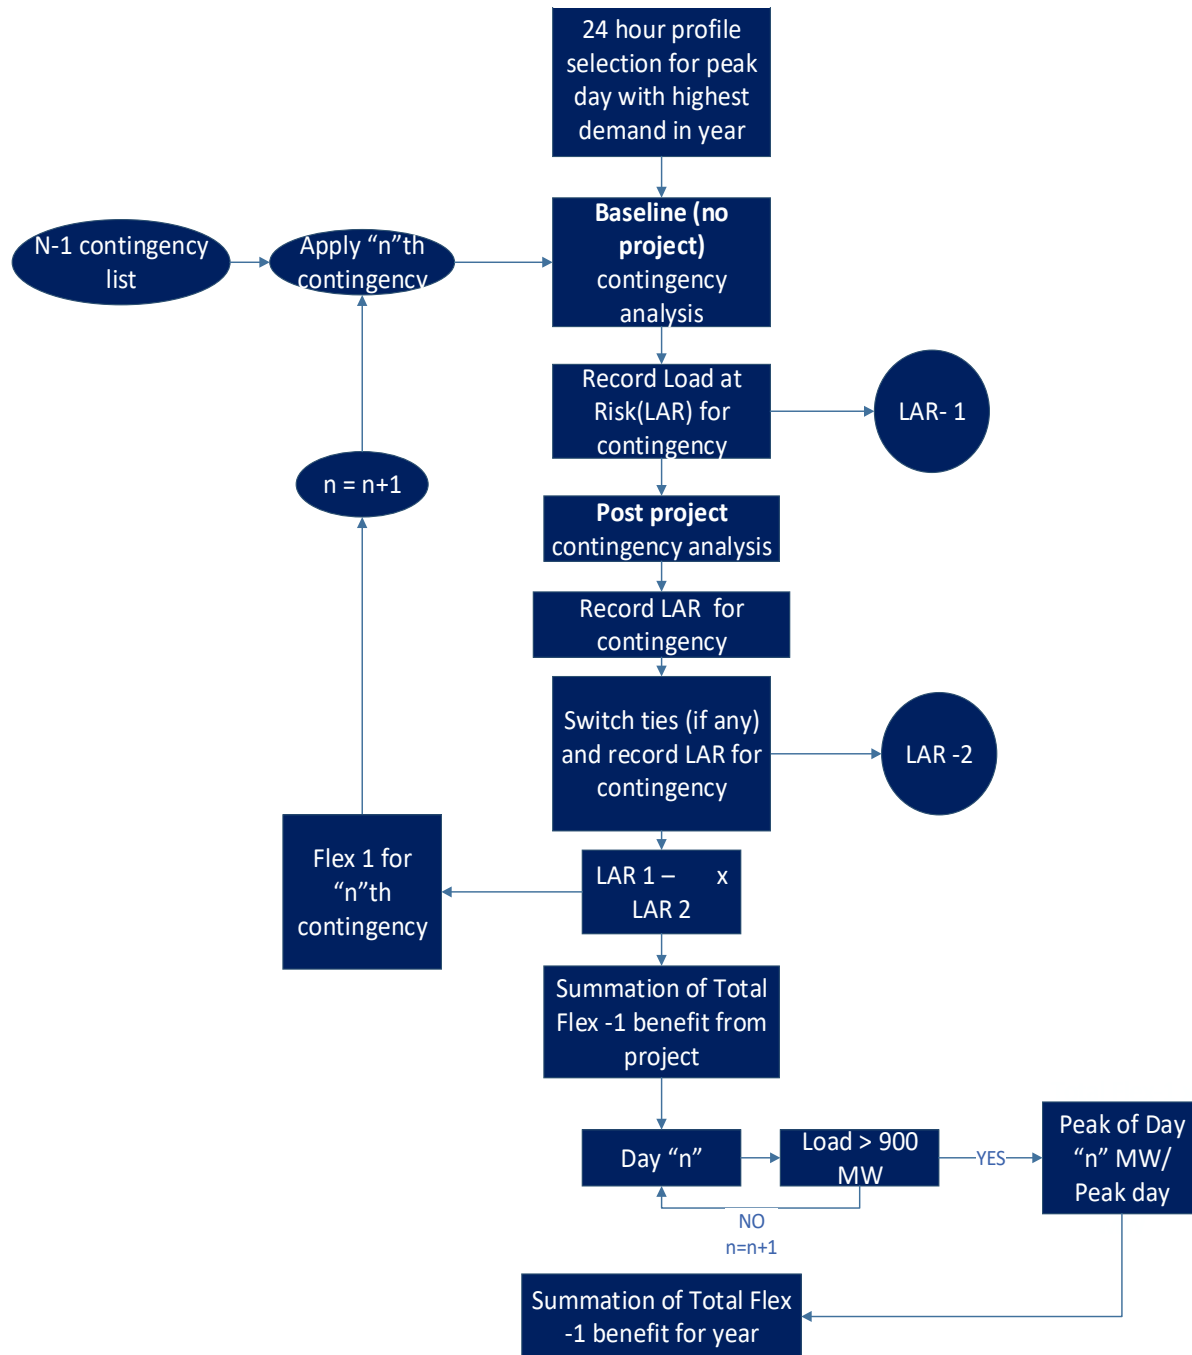 24 hour profile
selection for peak
day with highest
demand in year
N-1 contingency
list
Apply “n”th
contingency
Baseline (no
project)
contingency
analysis
Record Load at
Risk(LAR) for
contingency
LAR- 1
n = n+1
Post project
contingency analysis
Record LAR for
contingency
Switch ties (if any)
and record LAR for
contingency
LAR -2
Flex 1 for
“n”th
contingency
LAR 1 – x
LAR 2
Summation of Total
Flex -1 benefit from
project
Day “n”
Load > 900
MW
YES
Peak of Day
“n” MW/
Peak day
NO
n=n+1
Summation of Total Flex
-1 benefit for year